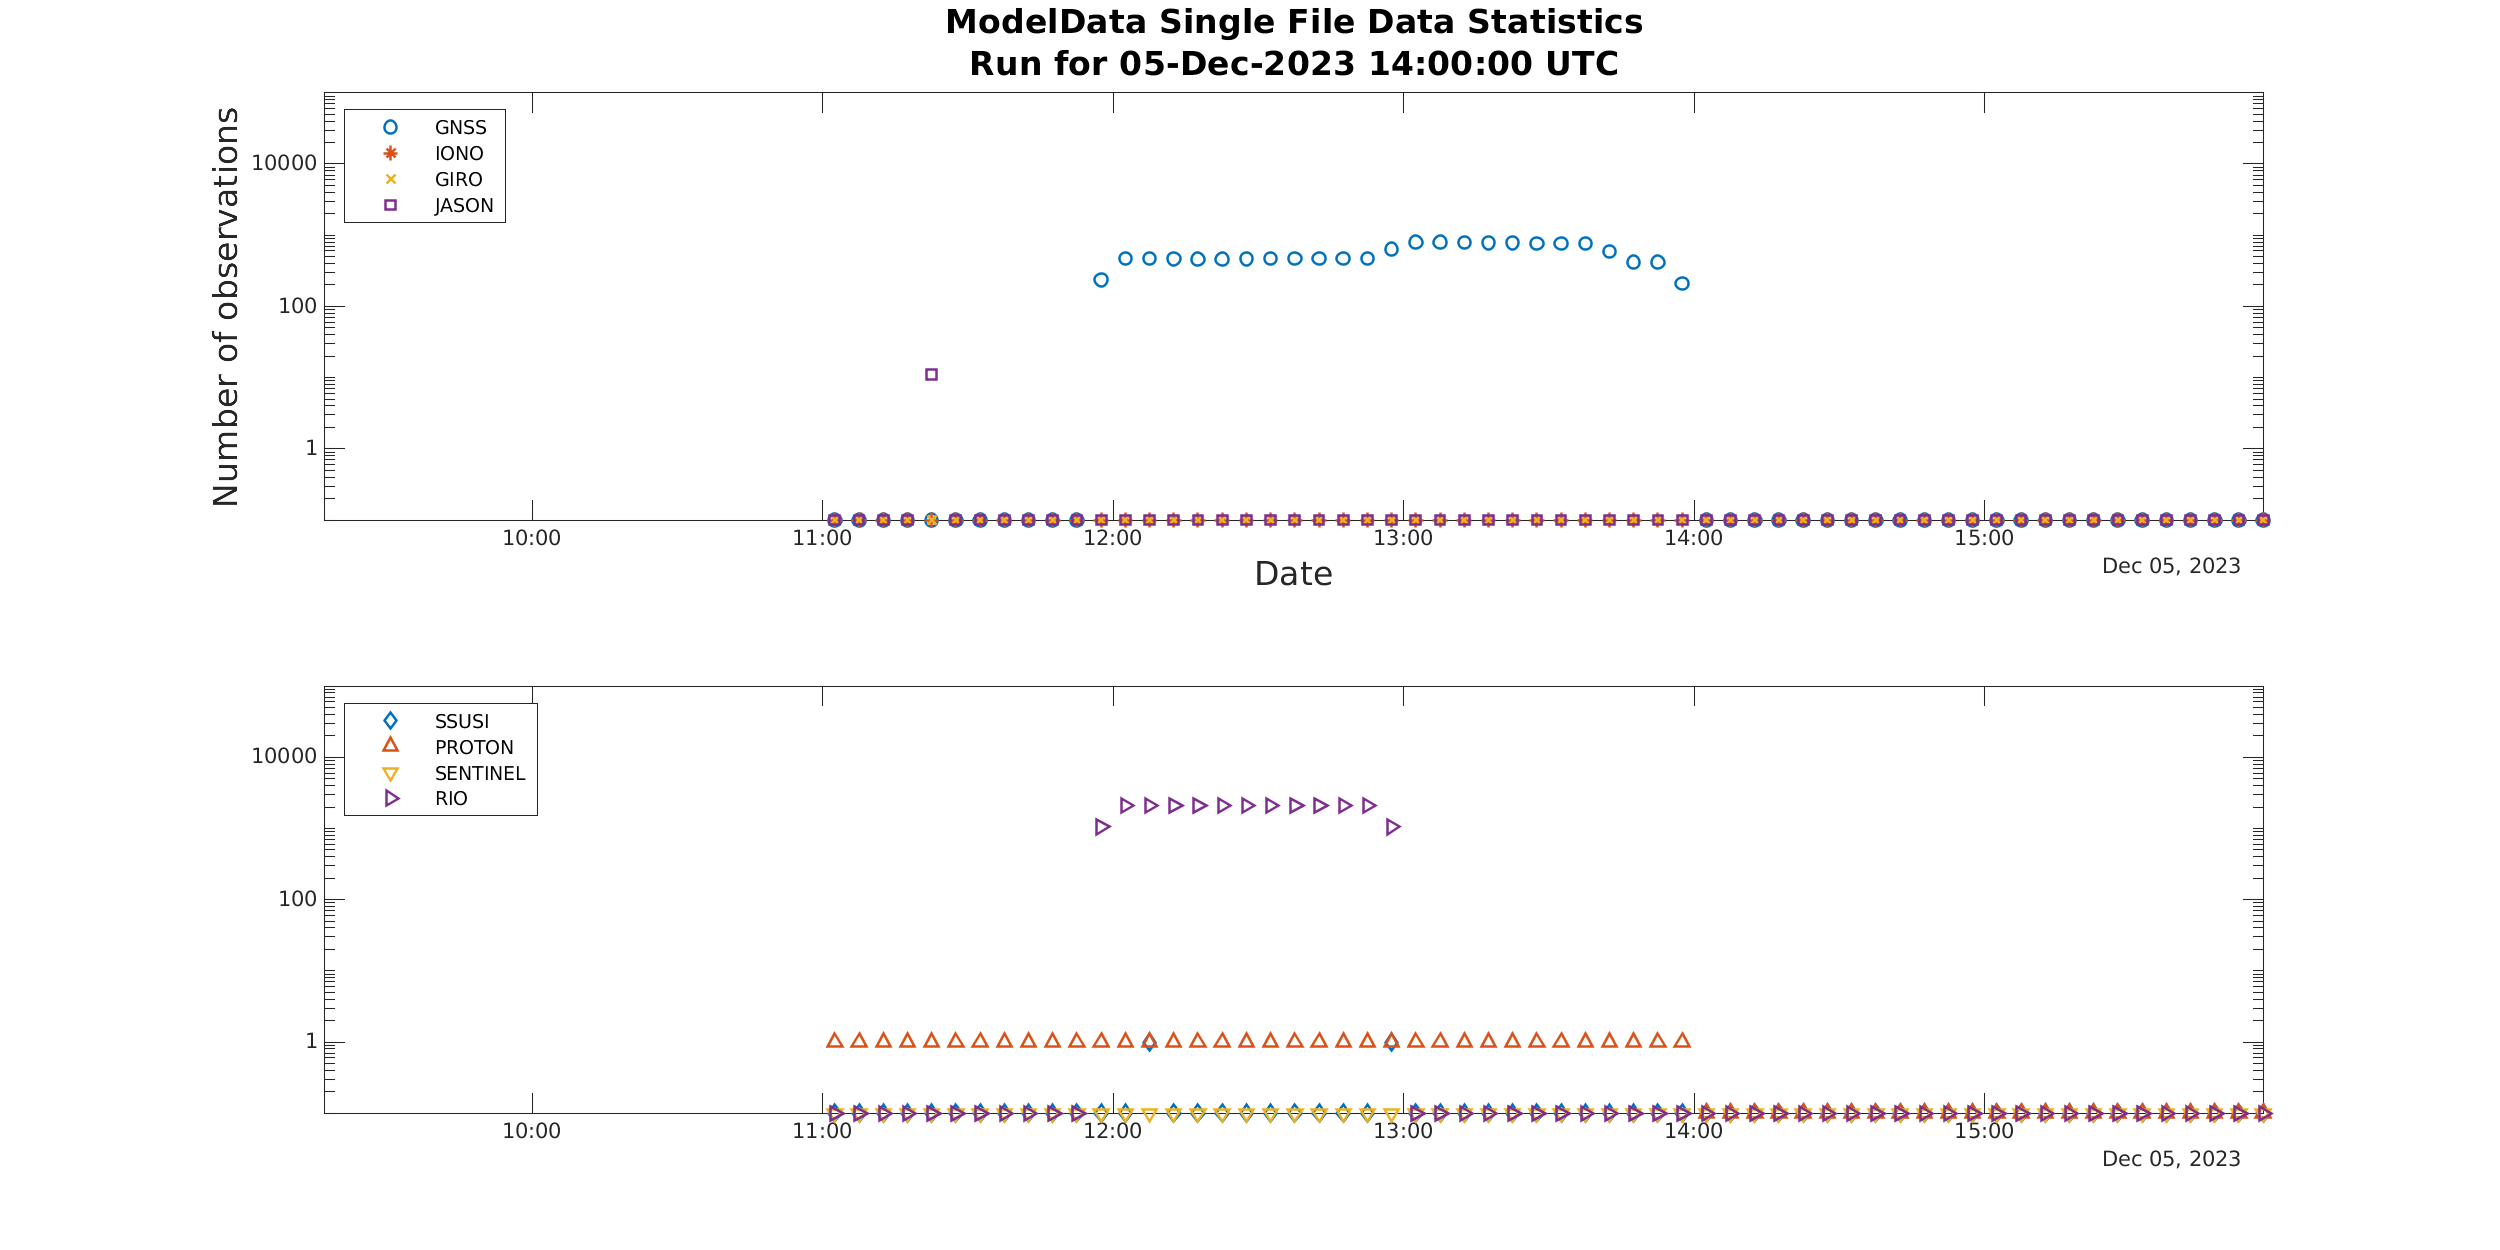 ModelData Single File Data Statistics
Run for 05-Dec-2023 14:00:00 UTC
Number of observations
10000
100
1
GNSS
IONO
GIRO
JASON
10:00
11:00
12:00
13:00
14:00
15:00
Dec 05, 2023
Date
10000
100
1
SSUSI
PROTON
SENTINEL
RIO
10:00
11:00
12:00
13:00
14:00
15:00
Dec 05, 2023